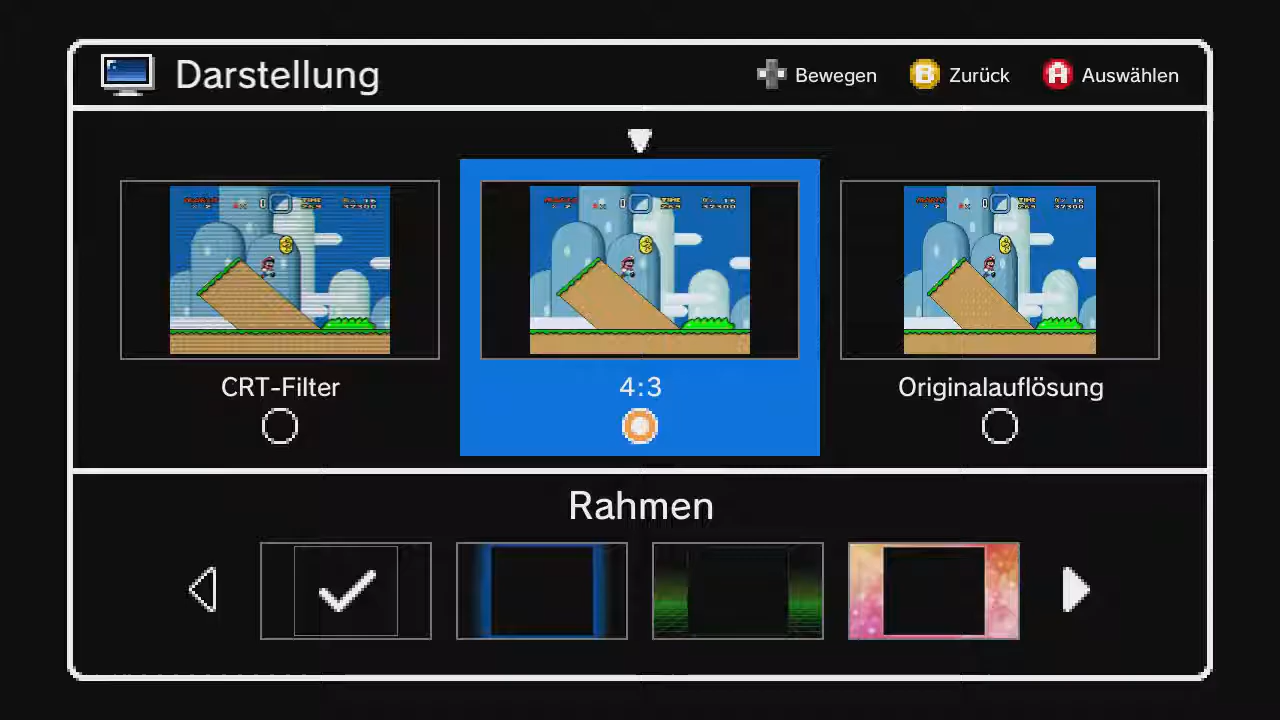 Darstellung
Bewegen
B Zurück
A Auswählen
CRT-Filter
4:3
Originalauflösung
Rahmen